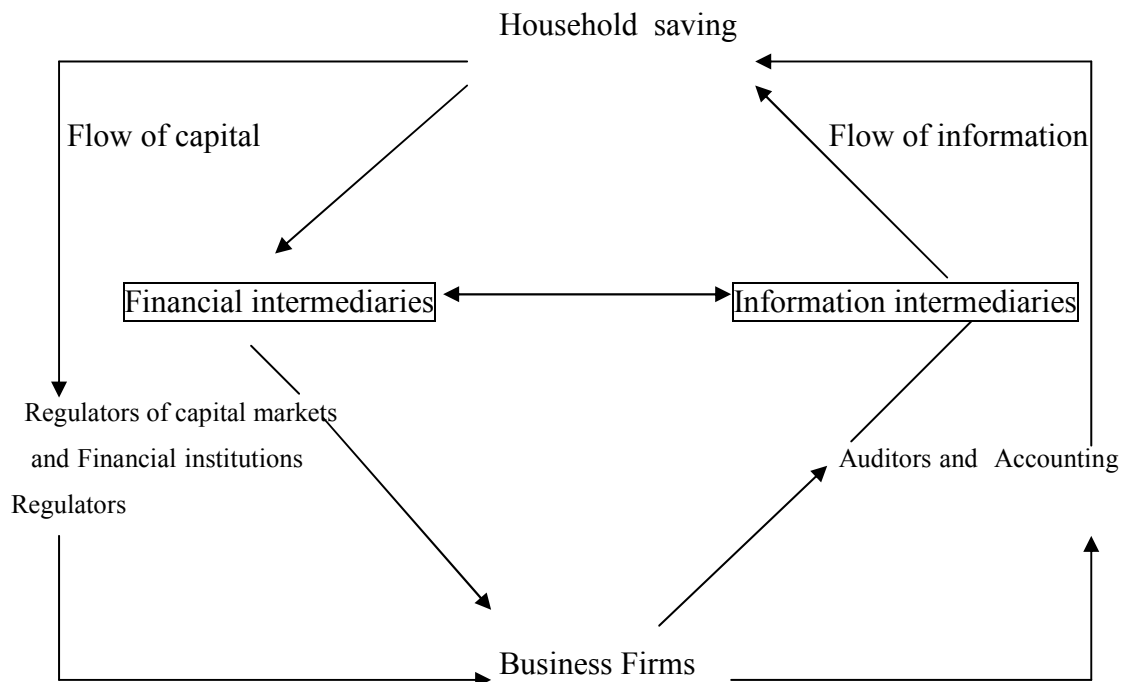 Household saving
Flow of capital
Flow of information
Financial intermediaries
Information intermediaries
Regulators of capital markets
and Financial institutions
Regulators
Auditors and Accounting
Business Firms